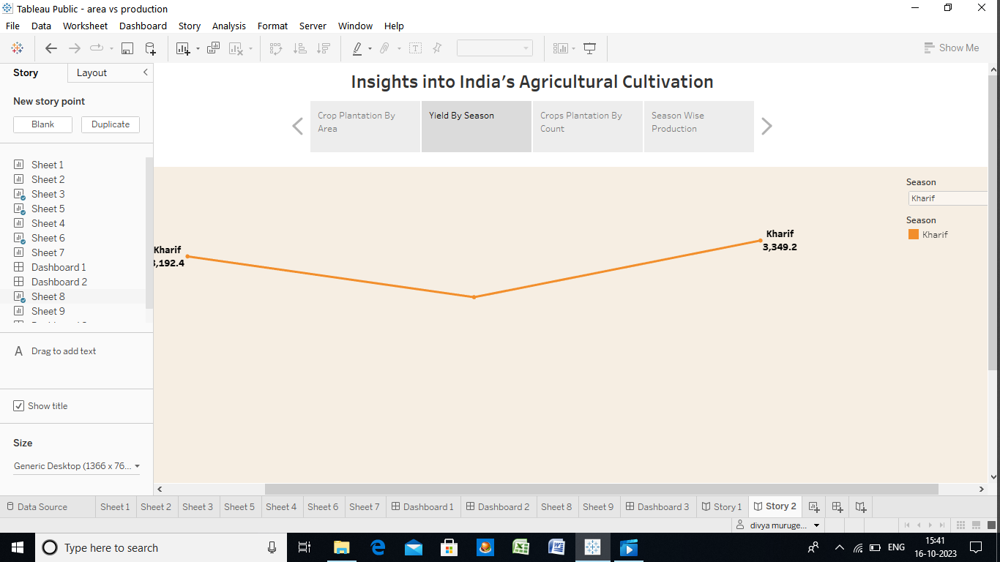 Tableau Public - area vs production
File Data Worksheet Dashboard Story Analysis Format Server Window Help
Show Me
Story Layout
New story point
Blank Duplicate
Sheet 1
Sheet 2
Sheet 3
Sheet 5
Sheet 4
Sheet 6
Sheet 7
Dashboard 1
Dashboard 2
Sheet 8
Sheet 9
A Drag to add text
Show title
Size
Generic Desktop (1366 x 76...
Insights into India's Agricultural Cultivation
Crop Plantation By
Area
Yield By Season
Crops Plantation By
Count
Season Wise
Production
Kharif
,192.4
Kharif
3,349.2
Season
Kharif
Season
Kharif
Data Source Sheet 1 Sheet 2 Sheet 3 Sheet 5 Sheet 4 Sheet 6 Sheet 7 Dashboard 1 Dashboard 2 Sheet 8 Sheet 9 Dashboard 3 Story 1 Story 2
divya muruge...
Type here to search
ENG
15:41
16-10-2023